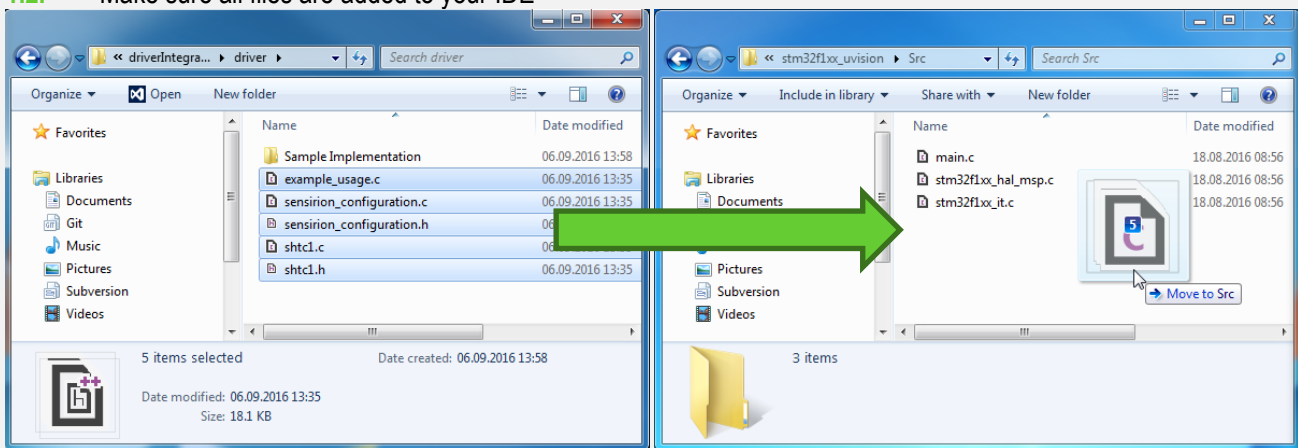 Make sure all files are added to your IDE
« driverIntegra... ▸ driver ▸
Search driver
Organize ▾ Open New folder
Favorites
Libraries
Documents
Git
Music
Pictures
Subversion
Videos
Name Date modified
Sample Implementation 06.09.2016 13:58
example_usage.c 06.09.2016 13:35
sensirion_configuration.c 06.09.2016 13:35
sensirion_configuration.h
shtc1.c
shtc1.h 06.09.2016 13:35
5 items selected Date created: 06.09.2016 13:58
Date modified: 06.09.2016 13:35
Size: 18.1 KB
« stm32f1xx_uvision ▸ Src
Search Src
Organize ▾ Include in library ▾ Share with ▾ New folder
Favorites
Libraries
Documents
Pictures
Subversion
Videos
Name Date modified
main.c 18.08.2016 08:56
stm32f1xx_hal_msp.c 18.08.2016 08:56
stm32f1xx_it.c 18.08.2016 08:56
5
Move to Src
3 items